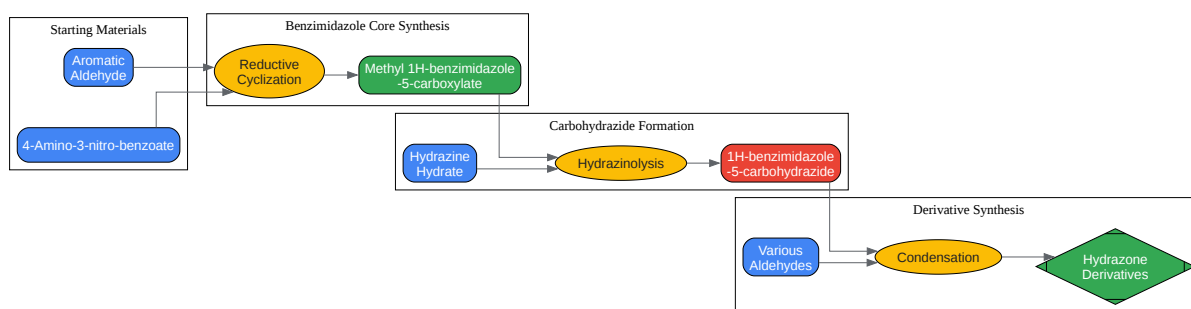 Starting Materials
Aromatic
Aldehyde
4-Amino-3-nitro-benzoate
Benzimidazole Core Synthesis
Reductive
Cyclization
Methyl 1H-benzimidazole
-5-carboxylate
Carbohydrazide Formation
Hydrazine
Hydrate
Hydrazinolysis
1H-benzimidazole
-5-carbohydrazide
Derivative Synthesis
Various
Aldehydes
Condensation
Hydrazone
Derivatives